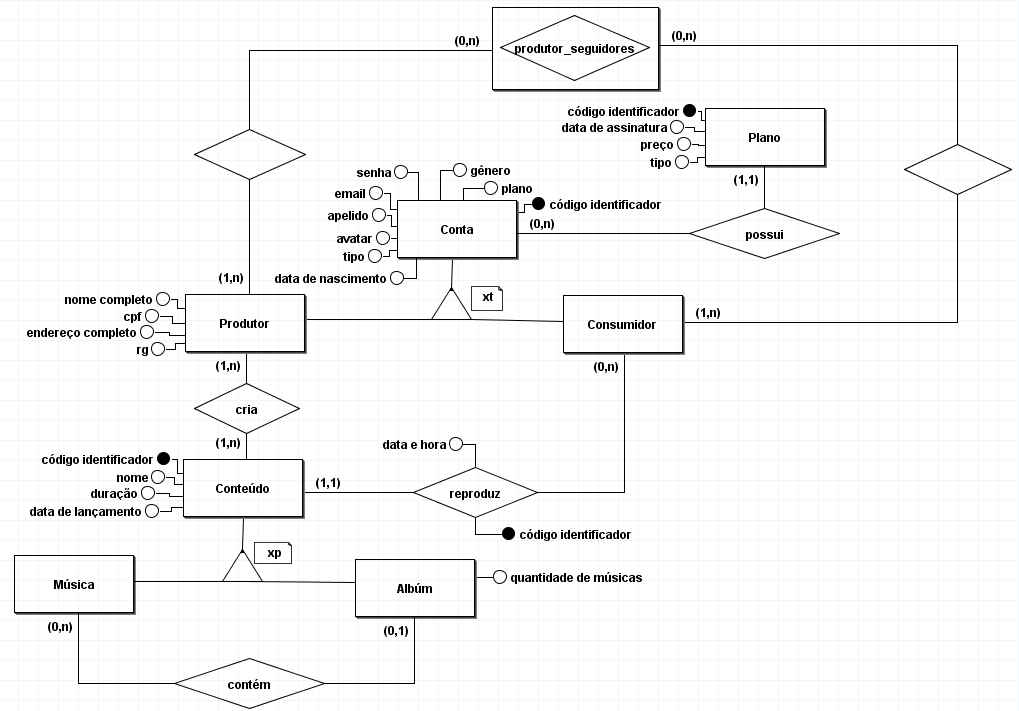 (0,n)
produtor_seguidores
(0,n)
código identificador
data de assinatura
preço
tipo
Plano
(1,1)
possui
senha
gênero
plano
email
código identificador
apelido
avatar
tipo
data de nascimento
Conta
(0,n)
xt
(1,n)
nome completo
cpf
endereço completo
rg
Produtor
Consumidor
(1,n)
(1,n)
(0,n)
cria
(1,n)
código identificador
nome
duração
data de lançamento
Conteúdo
(1,1)
data e hora
reproduz
código identificador
xp
Música
Albúm
quantidade de músicas
(0,n)
(0,1)
contém